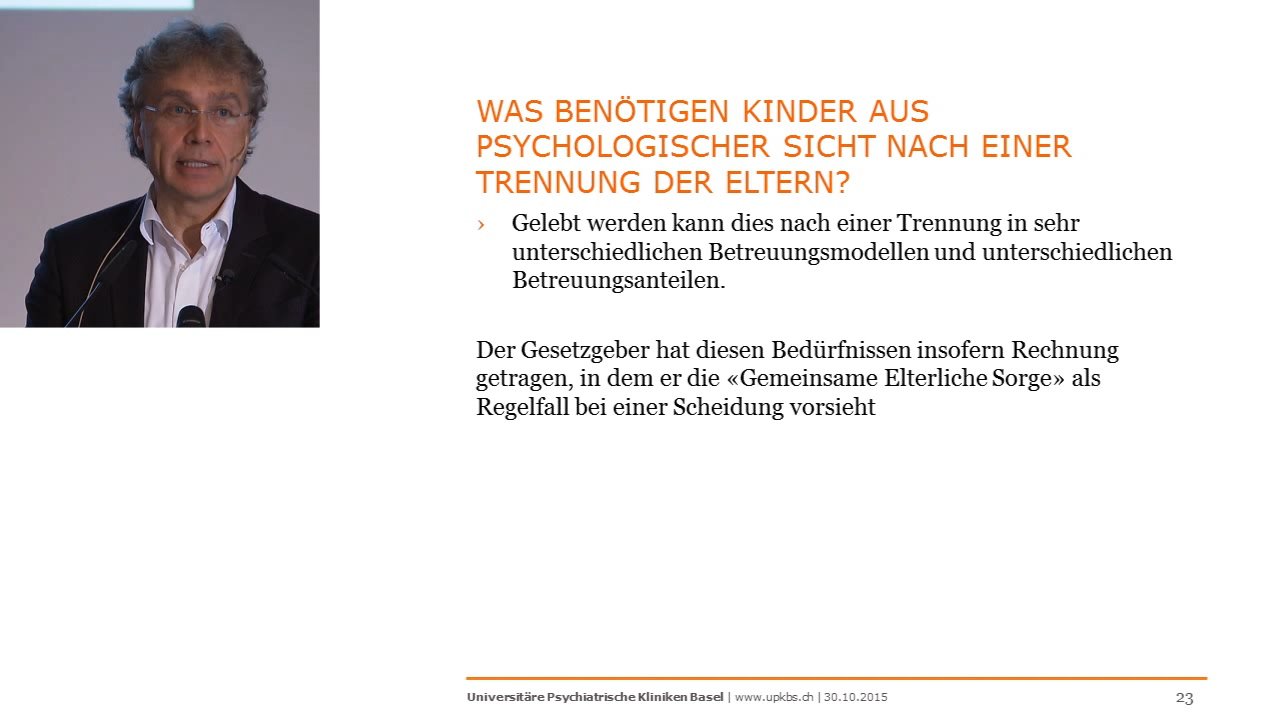 WAS BENÖTIGEN KINDER AUS
PSYCHOLOGISCHER SICHT NACH EINER
TRENNUNG DER ELTERN?
› Gelebt werden kann dies nach einer Trennung in sehr
unterschiedlichen Betreuungsmodellen und unterschiedlichen
Betreuungsanteilen.
Der Gesetzgeber hat diesen Bedürfnissen insofern Rechnung
getragen, in dem er die «Gemeinsame Elterliche Sorge» als
Regelfall bei einer Scheidung vorsieht
Universitäre Psychiatrische Kliniken Basel | www.upkbs.ch | 30.10.2015 23